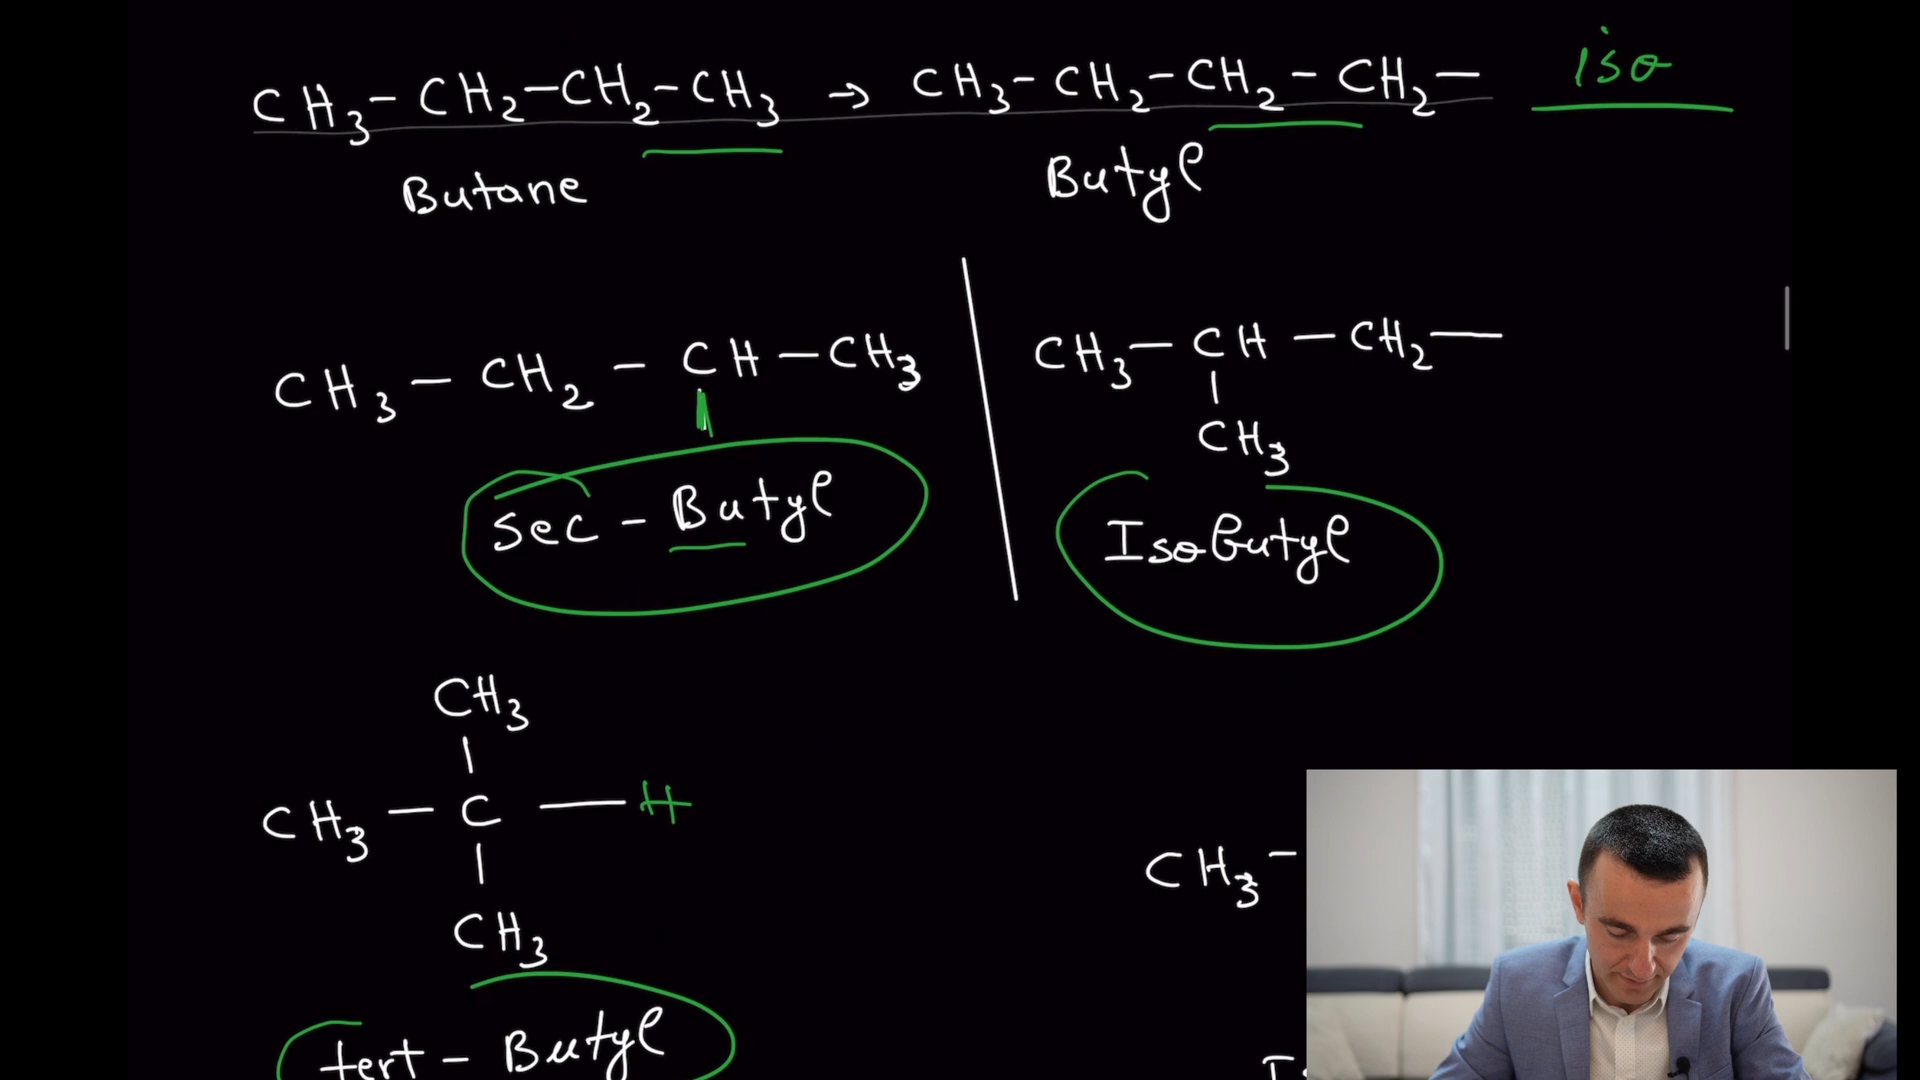 CH₃-CH₂-CH₂-CH₃ → CH₃-CH₂-CH₂-CH₂- iso
Butane Butyl
CH₃-CH₂-CH-CH₃
|
sec-Butyl
CH₃-CH-CH₂-
|
CH₃
Isobutyl
CH₃
|
CH₃-C-H
|
CH₃
tert-Butyl
CH₃-